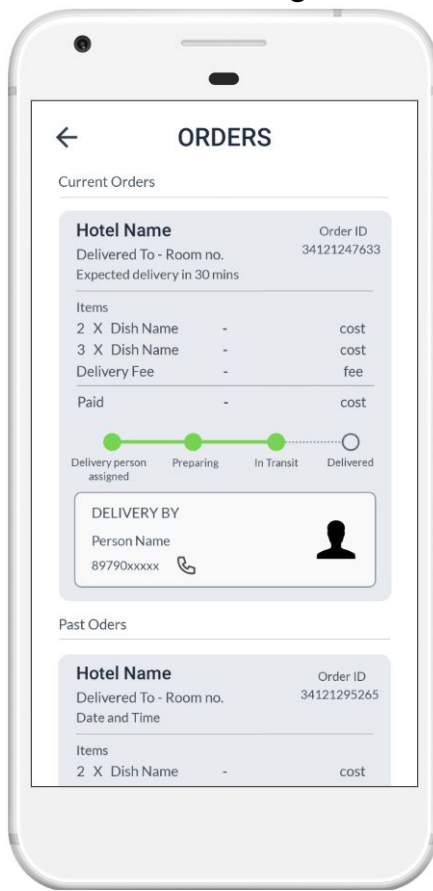 ORDERS
Current Orders
Hotel Name
Order ID
Delivered To - Room no.
34121247633
Expected delivery in 30 mins
Items
2 X Dish Name - cost
3 X Dish Name - cost
Delivery Fee - fee
Paid - cost
Delivery person assigned
Preparing
In Transit
Delivered
DELIVERY BY
Person Name
89790xxxxx
Past Oders
Hotel Name
Order ID
Delivered To - Room no.
34121295265
Date and Time
Items
2 X Dish Name - cost